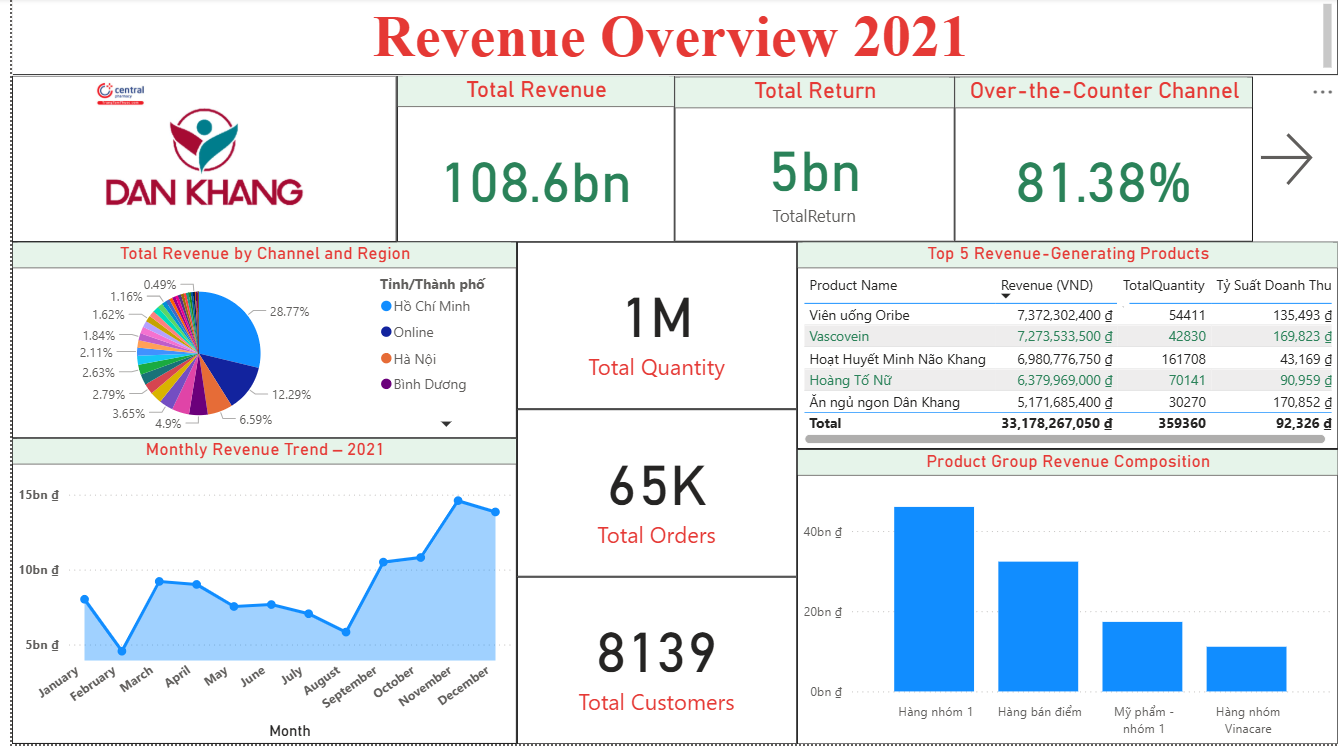 Revenue Overview 2021
central
pharmacy
DAN KHANG
Total Revenue
108.6bn
Total Return
5bn
TotalReturn
Over-the-Counter Channel
81.38%
Total Revenue by Channel and Region
0.49%
1.16%
1.62%
1.84%
2.11%
2.63%
2.79%
3.65%
4.9%
6.59%
12.29%
28.77%
Tỉnh/Thành phố
Hồ Chí Minh
Online
Hà Nội
Bình Dương
Monthly Revenue Trend – 2021
15bn ₫
10bn ₫
5bn ₫
January
February
March
April
May
June
July
August
September
October
November
December
Month
1M
Total Quantity
65K
Total Orders
8139
Total Customers
Top 5 Revenue-Generating Products
Product Name Revenue (VND) TotalQuantity Tỷ Suất Doanh Thu
Viên uống Oribe 7,372,302,400 ₫ 54411 135,493 ₫
Vascovein 7,273,533,500 ₫ 42830 169,823 ₫
Hoạt Huyết Minh Não Khang 6,980,776,750 ₫ 161708 43,169 ₫
Hoàng Tố Nữ 6,379,969,000 ₫ 70141 90,959 ₫
Ăn ngủ ngon Dân Khang 5,171,685,400 ₫ 30270 170,852 ₫
Total 33,178,267,050 ₫ 359360 92,326 ₫
Product Group Revenue Composition
40bn ₫
20bn ₫
0bn ₫
Hàng nhóm 1
Hàng bán điểm
Mỹ phẩm -
nhóm 1
Hàng nhóm
Vinacare